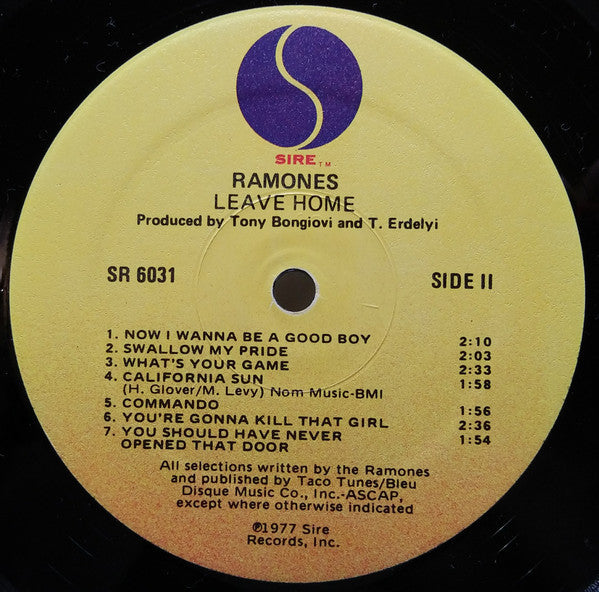 SIRE TM
RAMONES
LEAVE HOME
Produced by Tony Bongiovi and T. Erdelyi
SR 6031 SIDE II
1. NOW I WANNA BE A GOOD BOY 2:10
2. SWALLOW MY PRIDE 2:03
3. WHAT'S YOUR GAME 2:33
4. CALIFORNIA SUN 1:58
(H. Glover/M. Levy) Nom Music-BMI
5. COMMANDO 1:56
6. YOU'RE GONNA KILL THAT GIRL 2:36
7. YOU SHOULD HAVE NEVER 1:54
OPENED THAT DOOR
All selections written by the Ramones
and published by Taco Tunes/Bleu
Disque Music Co., Inc.-ASCAP,
except where otherwise indicated
℗1977 Sire
Records, Inc.